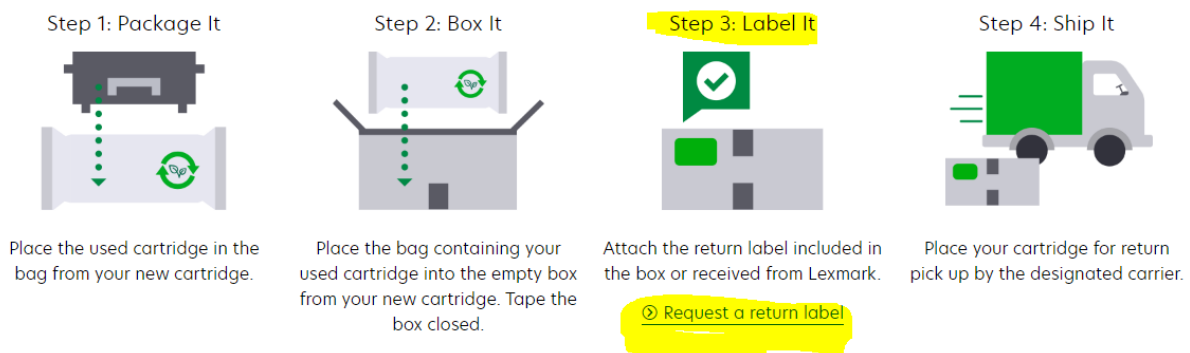 Step 1: Package It
Place the used cartridge in the
bag from your new cartridge.
Step 2: Box It
Place the bag containing your
used cartridge into the empty box
from your new cartridge. Tape the
box closed.
Step 3: Label It
Attach the return label included in
the box or received from Lexmark.
Request a return label
Step 4: Ship It
Place your cartridge for return
pick up by the designated carrier.